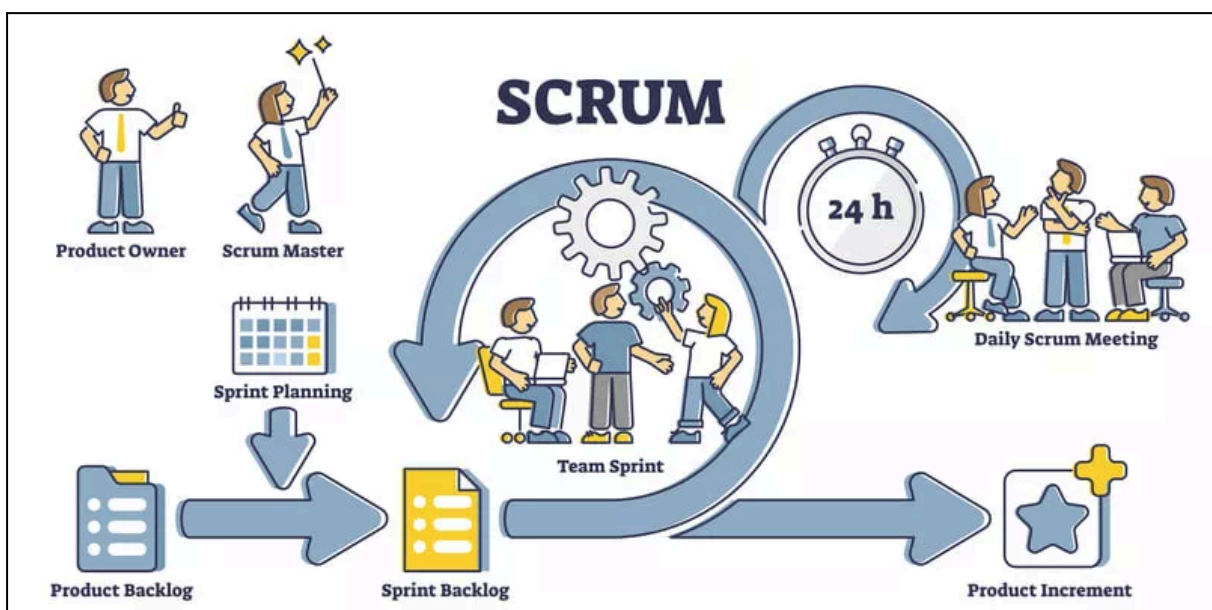 SCRUM
24 h
Product Owner
Scrum Master
Daily Scrum Meeting
Sprint Planning
Team Sprint
Product Backlog
Sprint Backlog
Product Increment